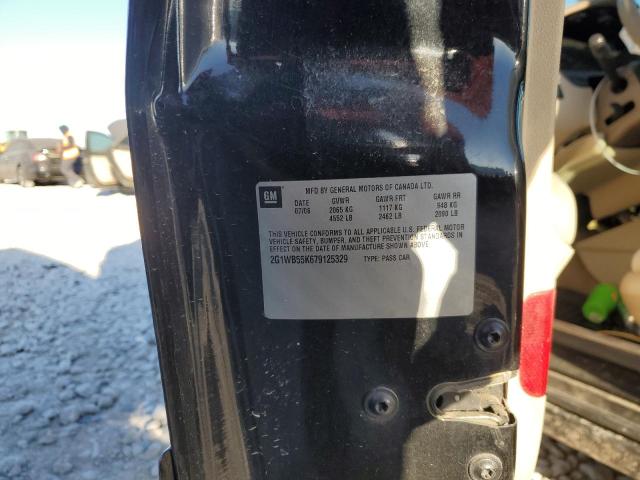 GM
MFD BY GENERAL MOTORS OF CANADA LTD.
DATE GVWR GAWR FRT GAWR RR
07/06 2065 KG 1117 KG 948 KG
4552 LB 2462 LB 2090 LB
THIS VEHICLE CONFORMS TO ALL APPLICABLE U.S. FEDERAL MOTOR
VEHICLE SAFETY, BUMPER, AND THEFT PREVENTION STANDARDS IN
EFFECT ON THE DATE OF MANUFACTURE SHOWN ABOVE.
2G1WB55K679125329 TYPE: PASS CAR